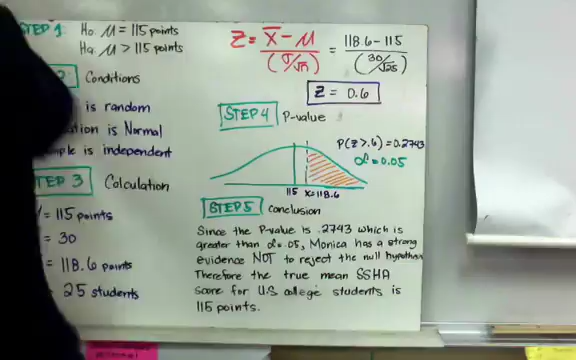 STEP 1: Ho: μ = 115 points
Ha: μ > 115 points
2: Conditions
is random
is Normal
is independent
STEP 3 Calculation
= 115 points
= 30
= 118.6 points
= 25 students
Z = x̄ - μ / (σ/√n) = 118.6 - 115 / (30/√25)
Z = 0.6
STEP 4 P-value
P(Z > .6) = 0.2743
α = 0.05
115 x = 118.6
STEP 5 Conclusion
Since the P-value is .2743 which is
greater than α = .05, Monica has a strong
evidence NOT to reject the null
Therefore the true mean SSHA
Score for U.S college students is
115 points.